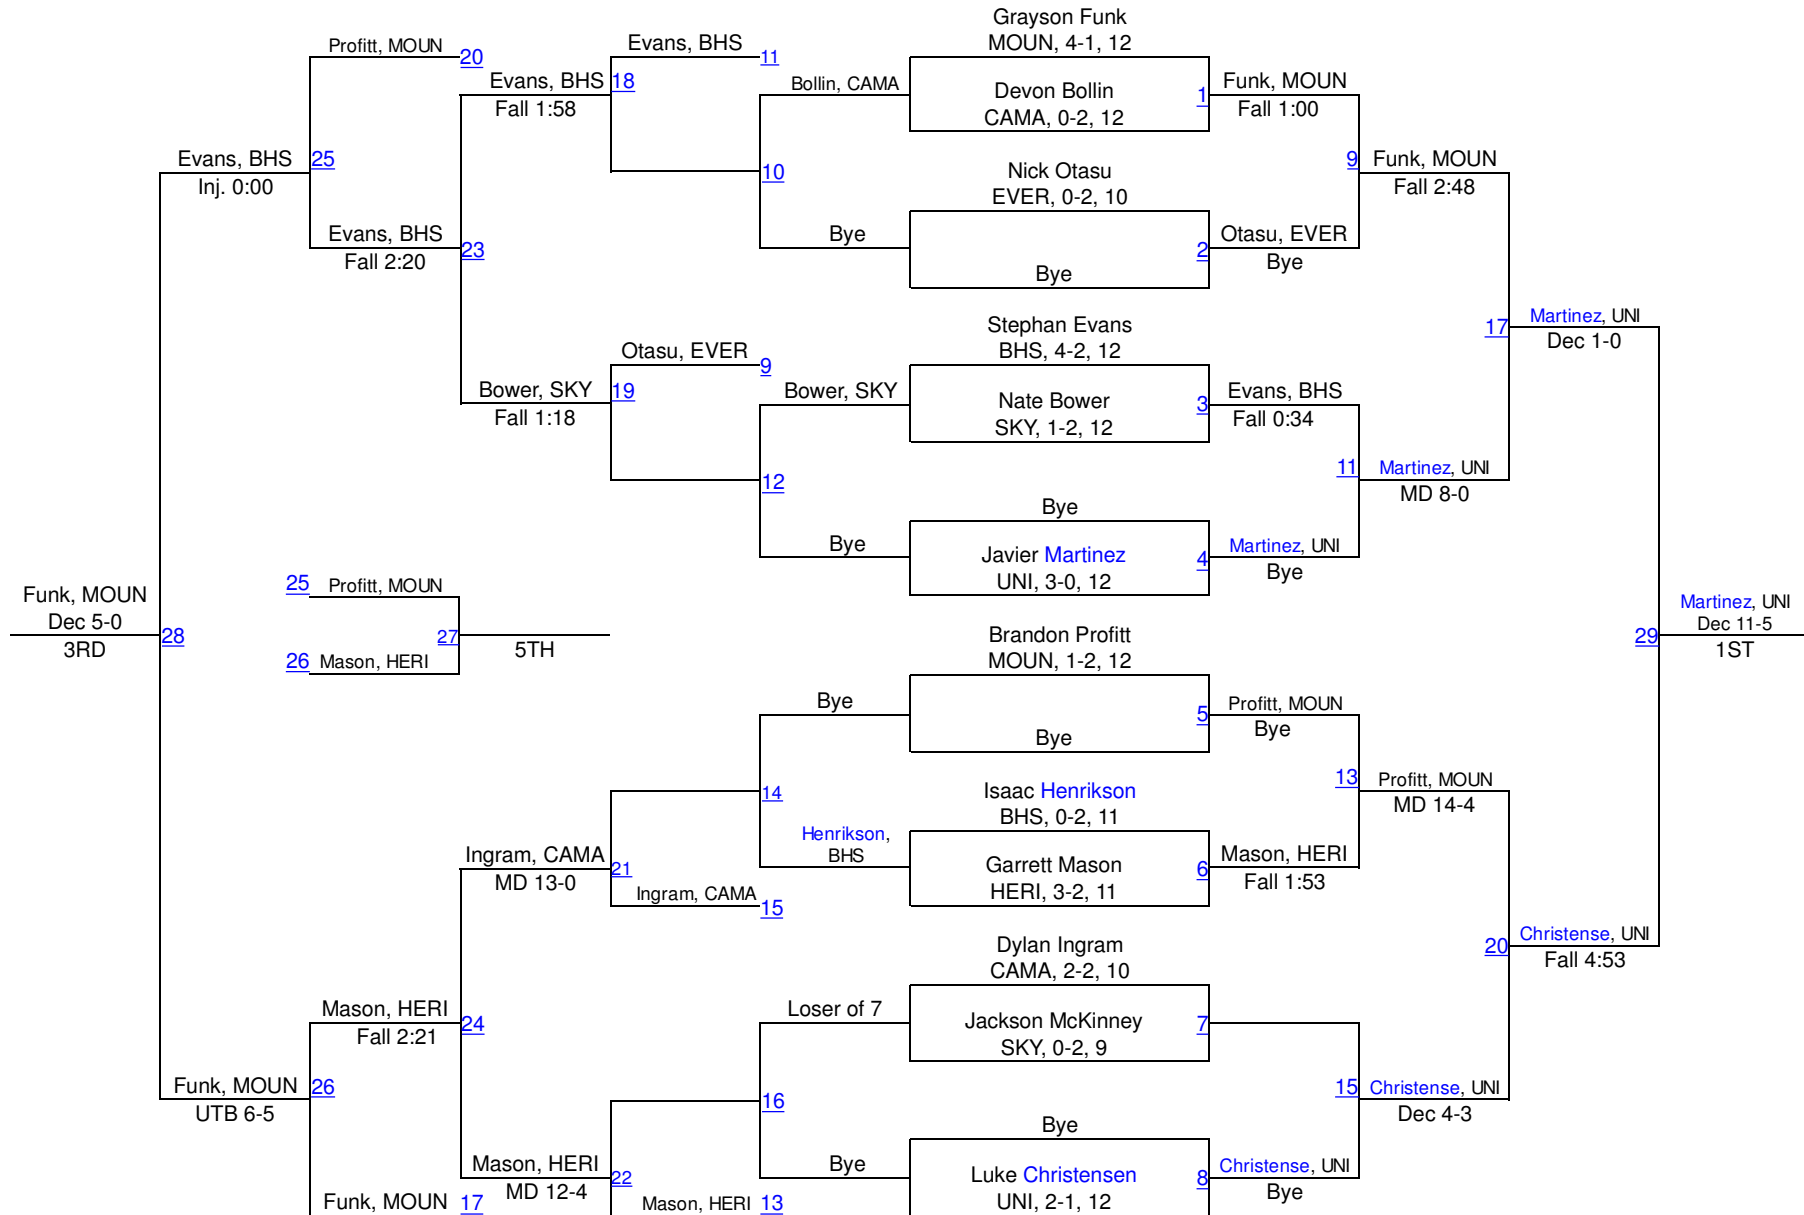 Grayson Funk
Profitt, MOUN
20
Evans, BHS
11
MOUN, 4-1, 12
Evans, BHS
18
Bollin, CAMA
Devon Bollin
1
Funk, MOUN
Fall 1:58
CAMA, 0-2, 12
Fall 1:00
Evans, BHS
25
10
Nick Otasu
9
Funk, MOUN
Inj. 0:00
EVER, 0-2, 10
Fall 2:48
Evans, BHS
23
Bye
2
Otasu, EVER
Fall 2:20
Bye
Bye
Stephan Evans
17
Martinez, UNI
Otasu, EVER
9
BHS, 4-2, 12
Dec 1-0
Bower, SKY
19
Bower, SKY
Nate Bower
3
Evans, BHS
Fall 1:18
SKY, 1-2, 12
Fall 0:34
12
11
Martinez, UNI
Bye
MD 8-0
Bye
Javier Martinez
4
Martinez, UNI
25
Profitt, MOUN
UNI, 3-0, 12
Bye
Funk, MOUN
Martinez, UNI
Dec 5-0
28
27
Brandon Profitt
29
Dec 11-5
3RD
26
Mason, HERI
5TH
MOUN, 1-2, 12
1ST
Bye
5
Profitt, MOUN
Bye
Bye
14
Isaac Henrikson
13
Profitt, MOUN
Henrikson,
BHS, 0-2, 11
MD 14-4
Ingram, CAMA
21
BHS
Garrett Mason
6
Mason, HERI
MD 13-0
Ingram, CAMA
15
HERI, 3-2, 11
Fall 1:53
Dylan Ingram
20
Christense, UNI
CAMA, 2-2, 10
Fall 4:53
Mason, HERI
24
Loser of 7
Jackson McKinney
7
Fall 2:21
SKY, 0-2, 9
Funk, MOUN
26
16
15
Christense, UNI
UTB 6-5
Bye
Dec 4-3
Mason, HERI
22
Bye
Luke Christensen
8
Christense, UNI
MD 12-4
Bye
Funk, MOUN
17
Mason, HERI
13
UNI, 2-1, 12